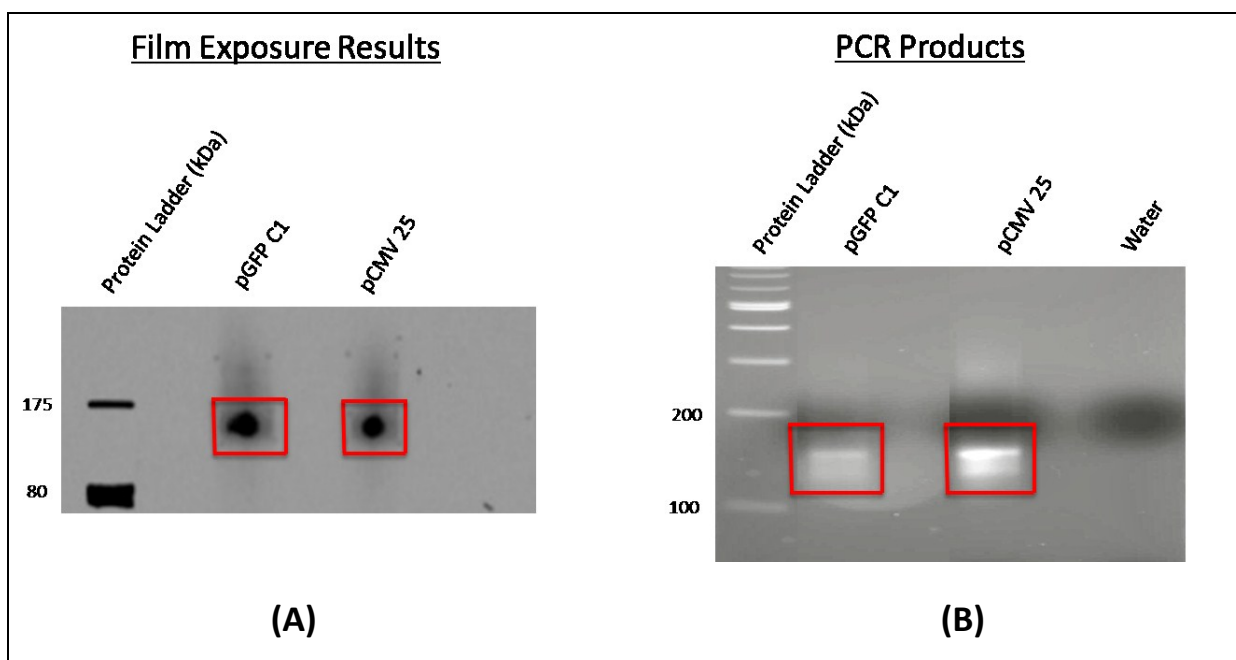 Film Exposure Results
Protein Ladder (kDa)
pGFP C1
pCMV 25
175
80
(A)
PCR Products
Protein Ladder (kDa)
pGFP C1
pCMV 25
Water
200
100
(B)